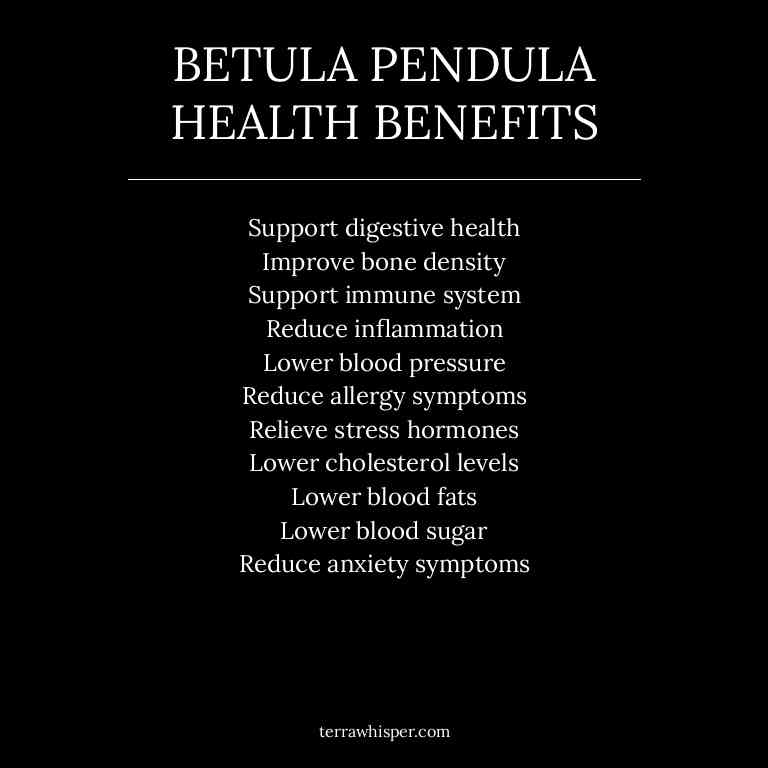 BETULA PENDULA
HEALTH BENEFITS
Support digestive health
Improve bone density
Support immune system
Reduce inflammation
Lower blood pressure
Reduce allergy symptoms
Relieve stress hormones
Lower cholesterol levels
Lower blood fats
Lower blood sugar
Reduce anxiety symptoms
terrawhisper.com